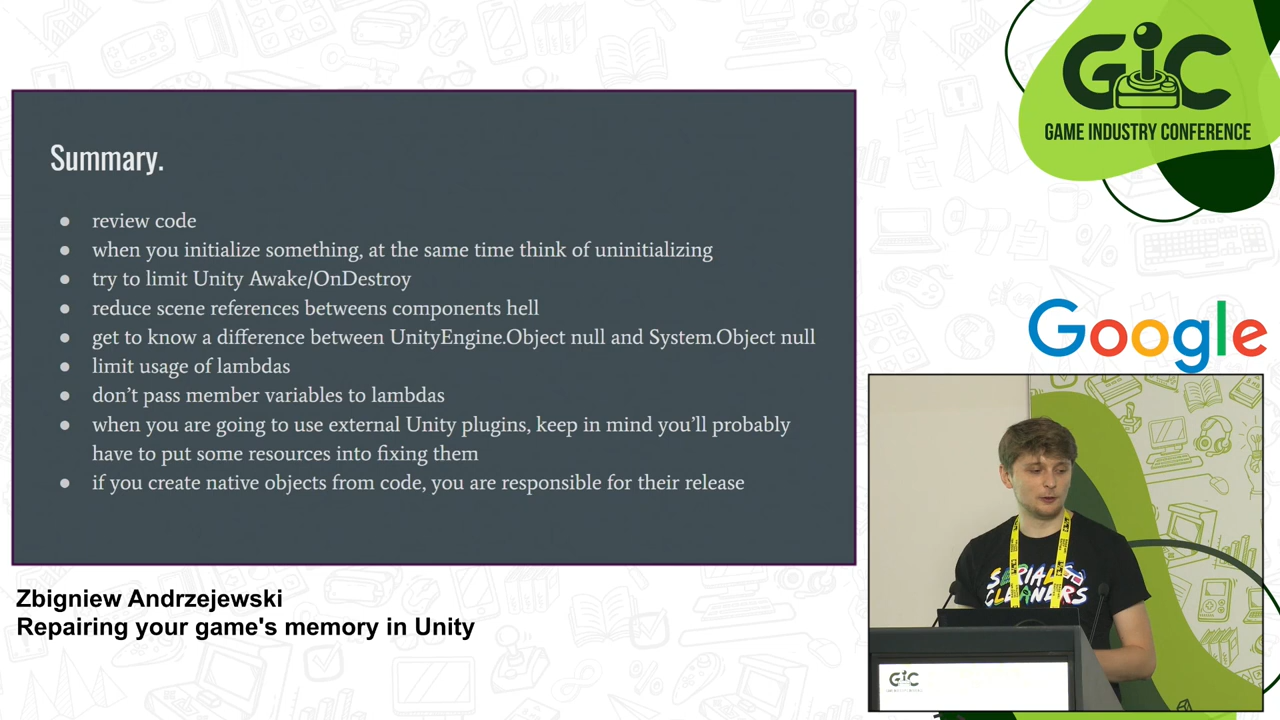 Summary.
● review code
● when you initialize something, at the same time think of uninitializing
● try to limit Unity Awake/OnDestroy
● reduce scene references betweens components hell
● get to know a difference between UnityEngine.Object null and System.Object null
● limit usage of lambdas
● don’t pass member variables to lambdas
● when you are going to use external Unity plugins, keep in mind you’ll probably
have to put some resources into fixing them
● if you create native objects from code, you are responsible for their release
Zbigniew Andrzejewski
Repairing your game's memory in Unity
GIC
GAME INDUSTRY CONFERENCE
Google
SERIAL
CLEANERS
GIC